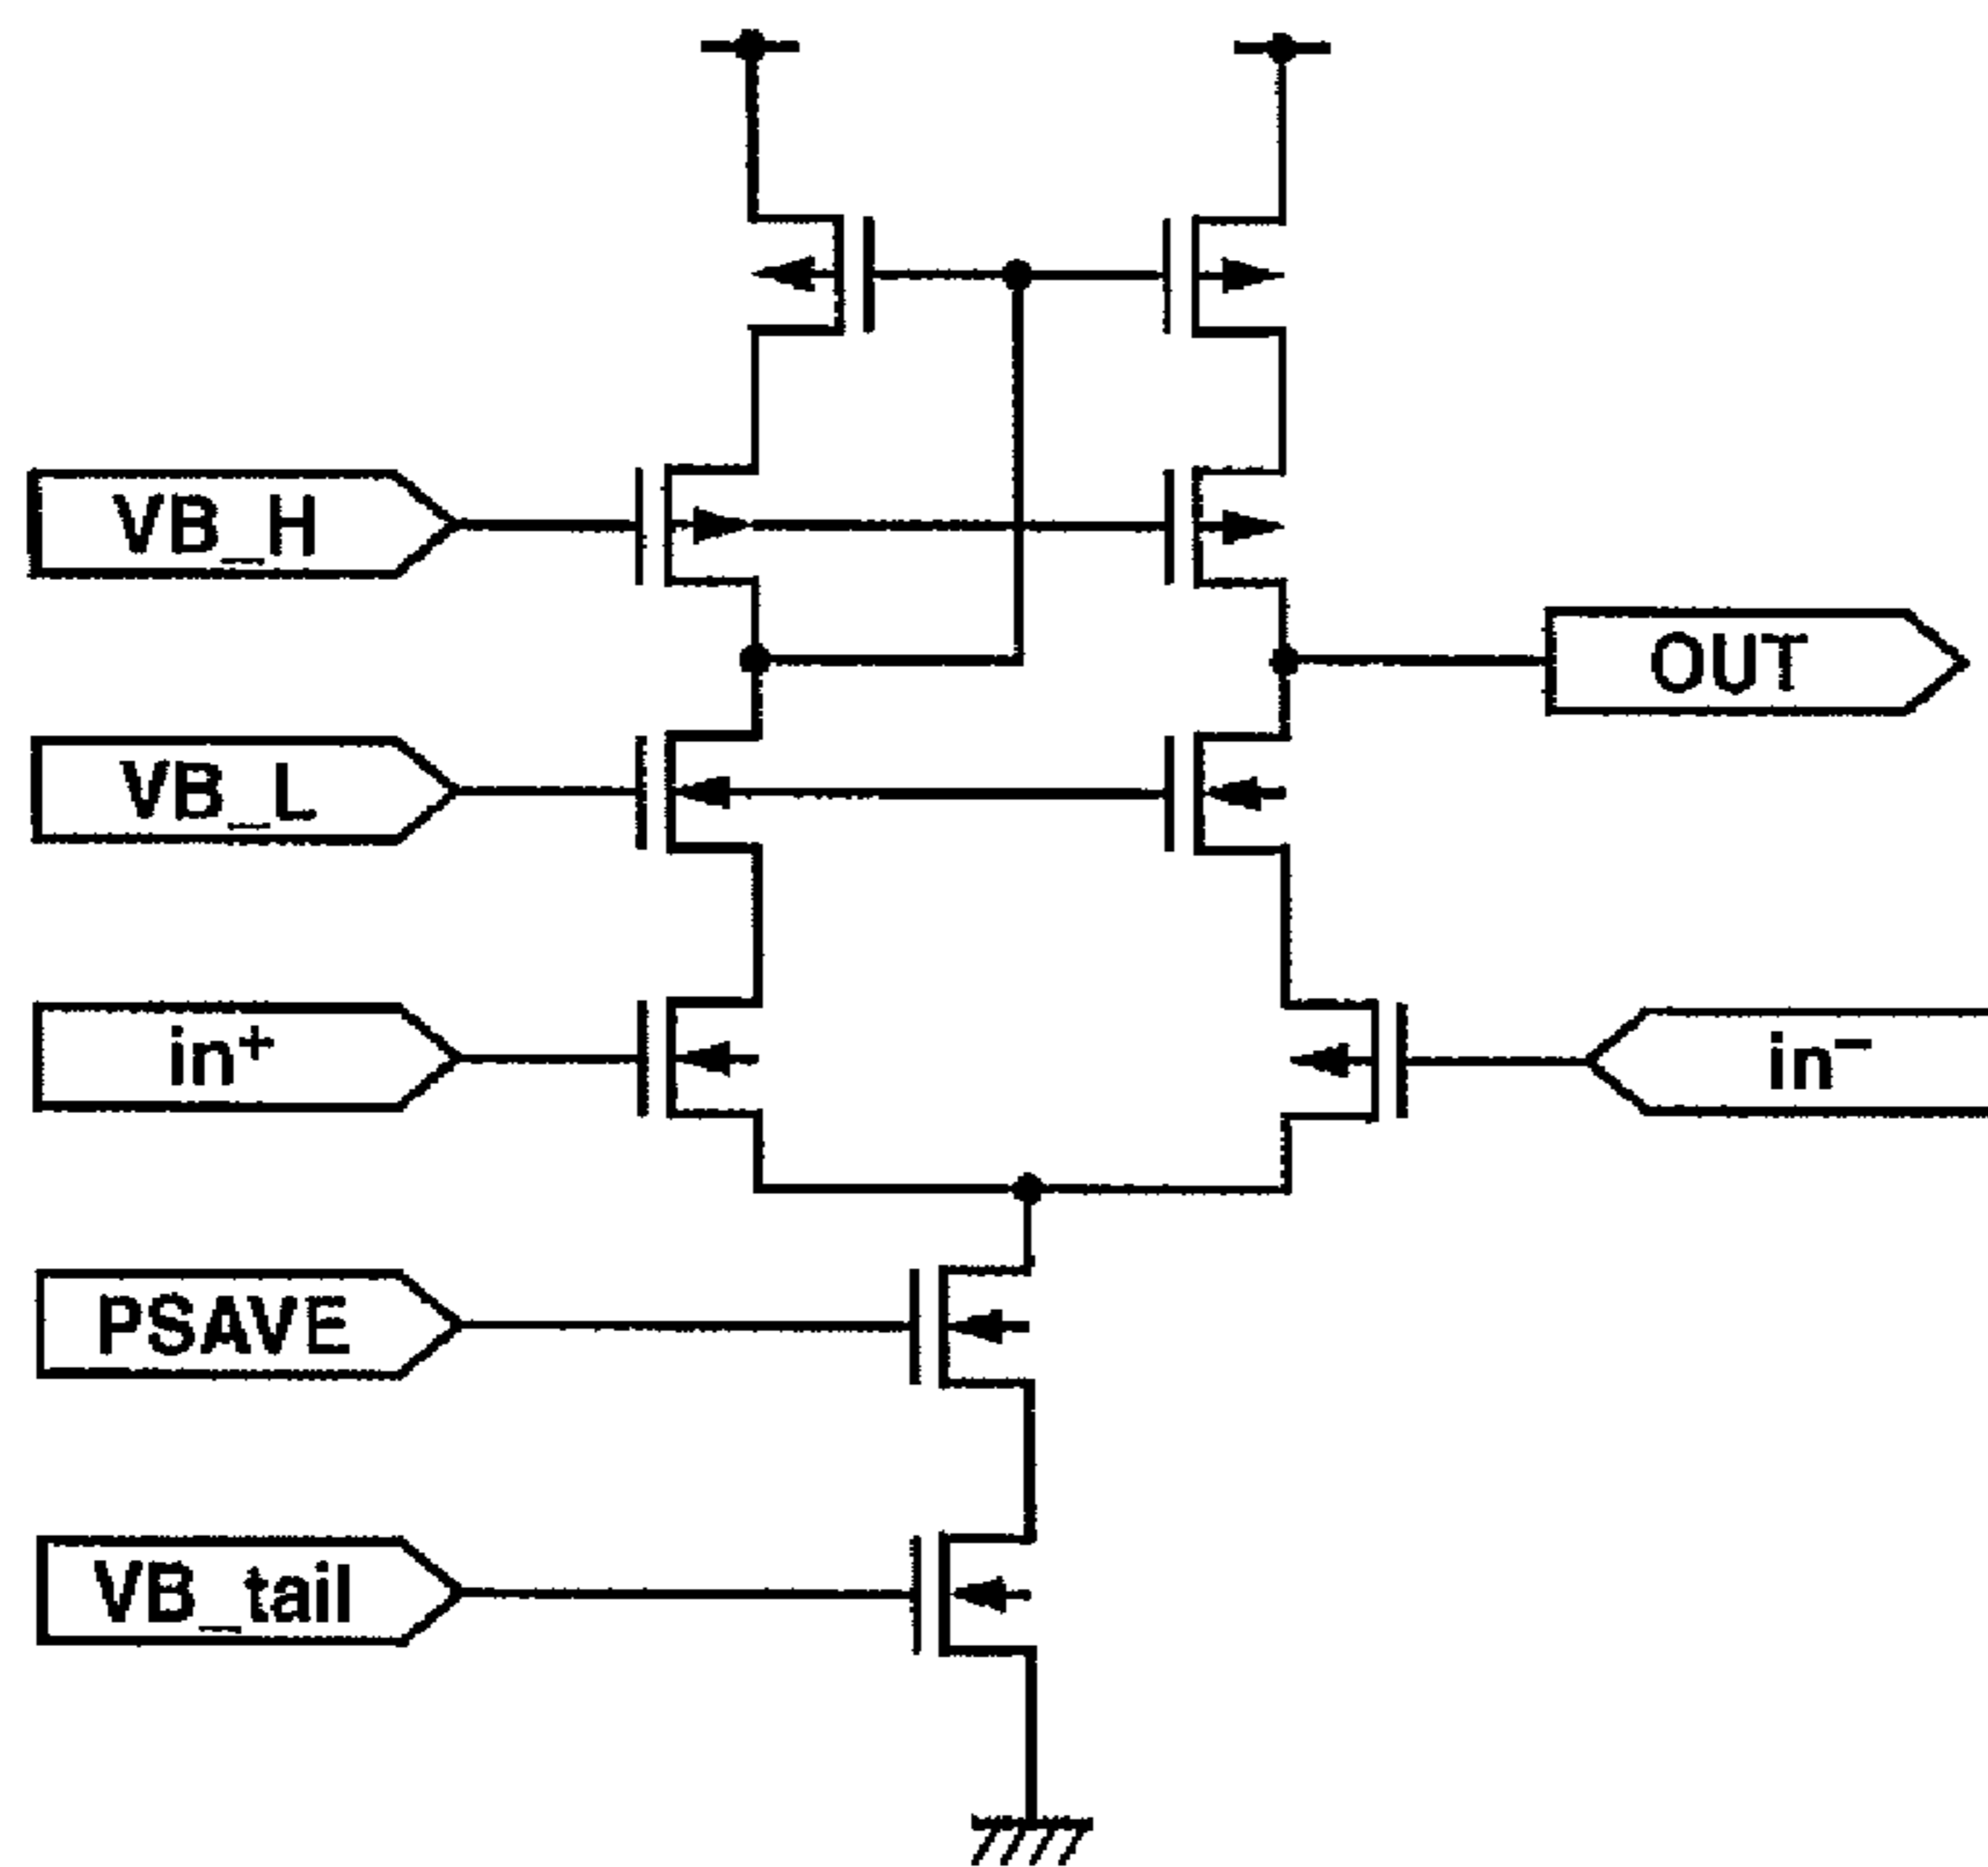 VB_H
OUT
VB_L
in⁺
in⁻
PSAVE
VB_tail